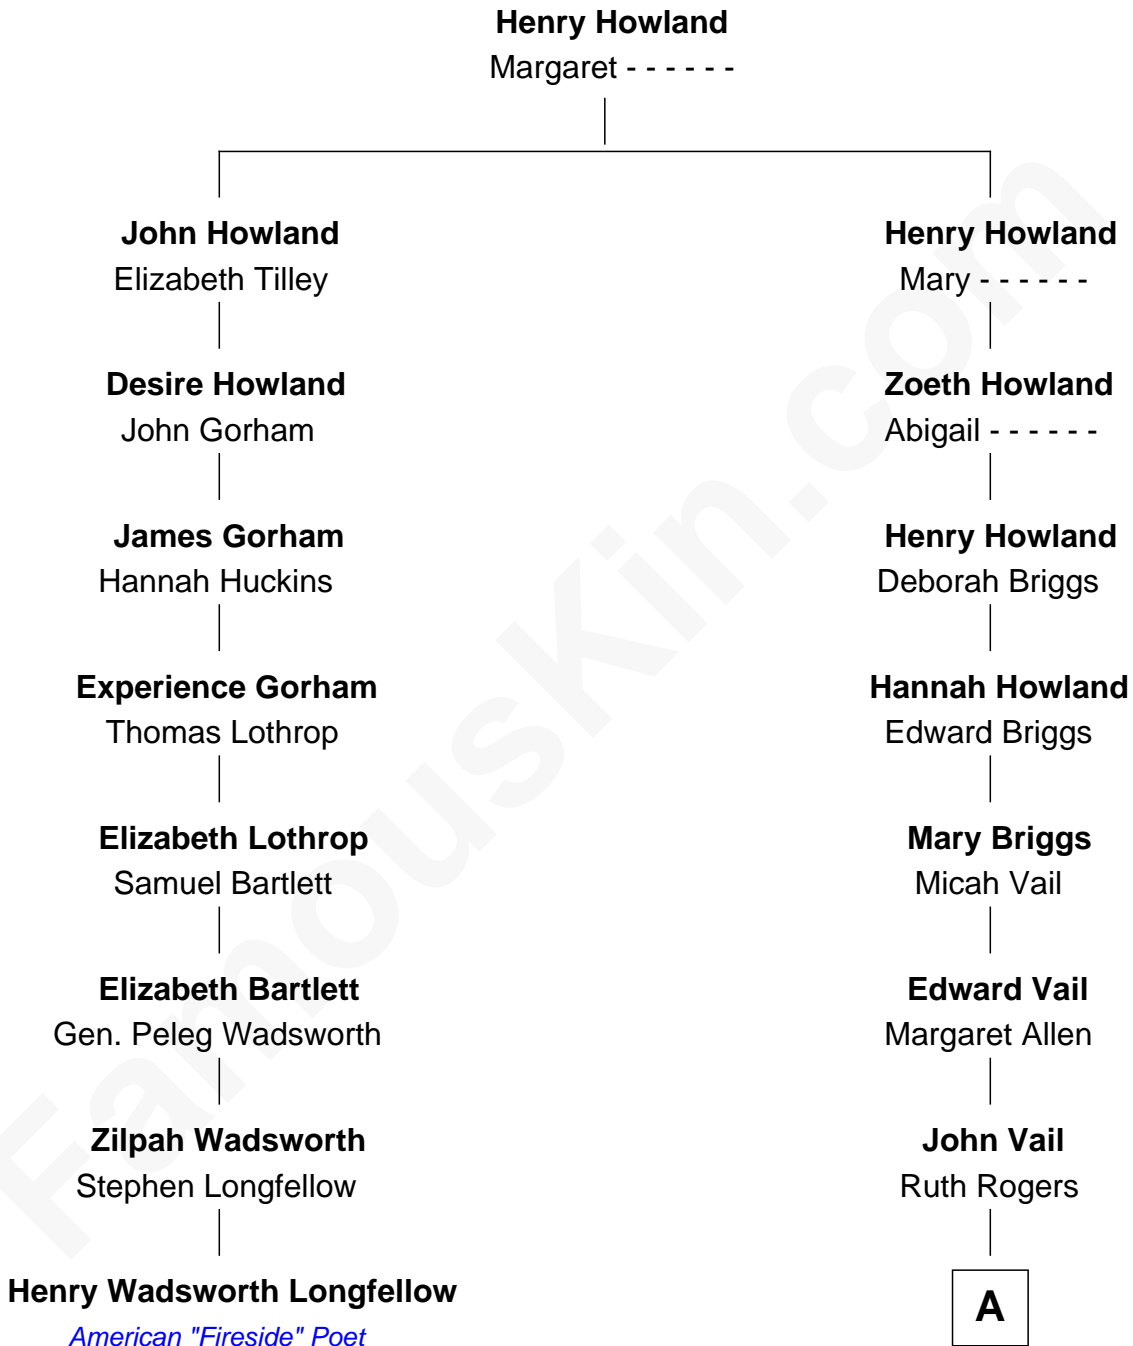 Henry Howland
Margaret - - - - - -
John Howland
Elizabeth Tilley
Henry Howland
Mary - - - - - -
Desire Howland
John Gorham
Zoeth Howland
Abigail - - - - - -
James Gorham
Hannah Huckins
Henry Howland
Deborah Briggs
Experience Gorham
Thomas Lothrop
Hannah Howland
Edward Briggs
Elizabeth Lothrop
Samuel Bartlett
Mary Briggs
Micah Vail
Elizabeth Bartlett
Gen. Peleg Wadsworth
Edward Vail
Margaret Allen
Zilpah Wadsworth
Stephen Longfellow
John Vail
Ruth Rogers
Henry Wadsworth Longfellow
American "Fireside" Poet
A
FamousKin.com